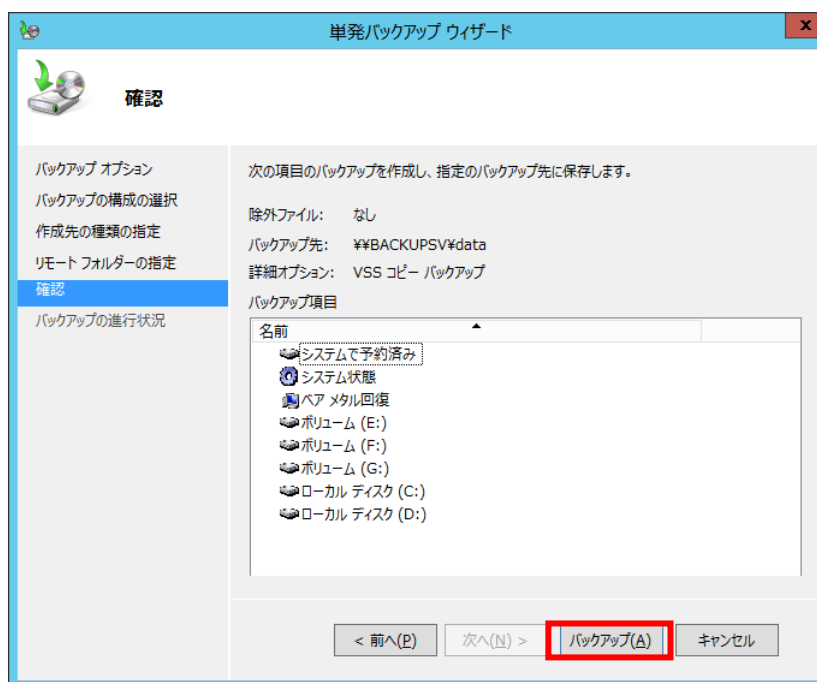 単発バックアップ ウィザード
x
確認
バックアップ オプション
バックアップの構成の選択
作成先の種類の指定
リモート フォルダーの指定
確認
バックアップの進行状況
次の項目のバックアップを作成し、指定のバックアップ先に保存します。
除外ファイル: なし
バックアップ先: ¥¥BACKUPSV¥data
詳細オプション: VSS コピー バックアップ
バックアップ項目
名前
システムで予約済み
システム状態
ベア メタル回復
ボリューム (E:)
ボリューム (F:)
ボリューム (G:)
ローカル ディスク (C:)
ローカル ディスク (D:)
< 前へ(P) 次へ(N) > バックアップ(A) キャンセル